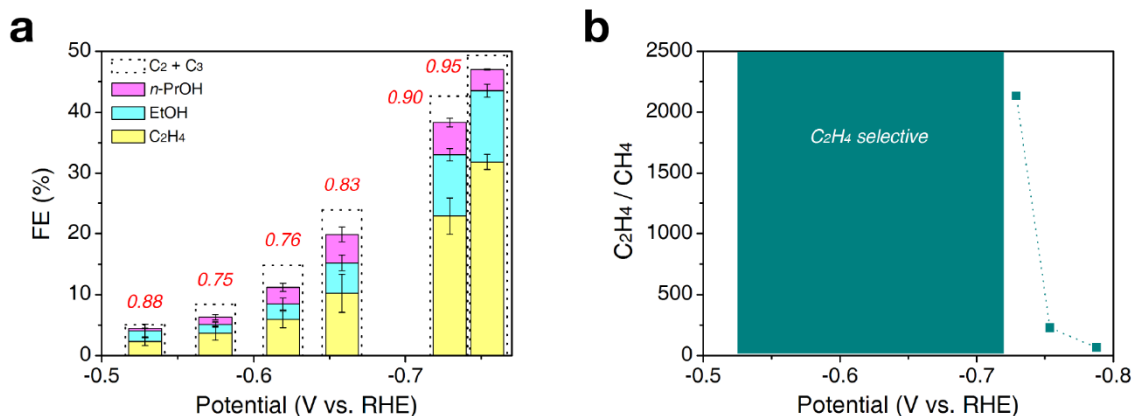 a
50
40
30
20
10
0
FE (%)
C₂ + C₃
n-PrOH
EtOH
C₂H₄
0.88
0.75
0.76
0.83
0.90
0.95
-0.5
-0.6
-0.7
Potential (V vs. RHE)
b
2500
2000
1500
1000
500
0
C₂H₄ / CH₄
C₂H₄ selective
-0.5
-0.6
-0.7
-0.8
Potential (V vs. RHE)